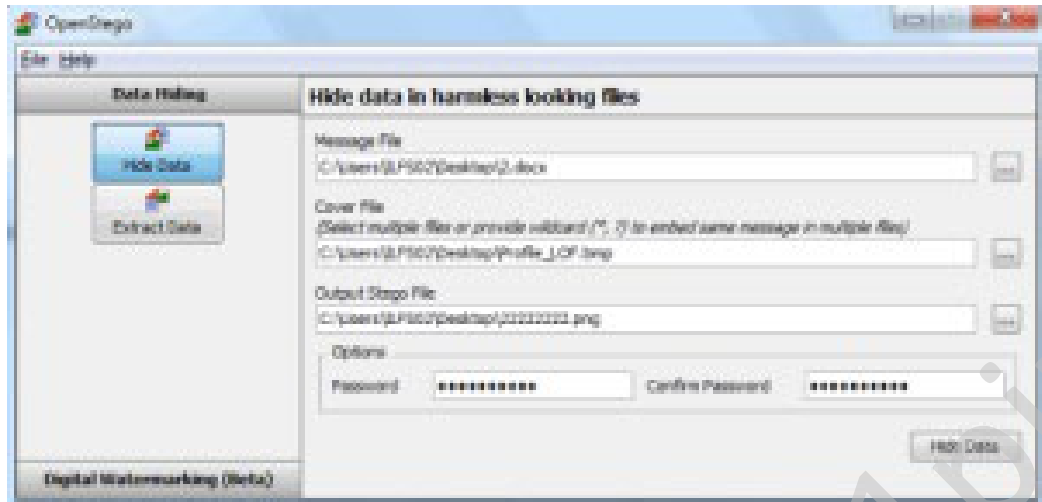 OpenStego
File Help
Data Hiding
Hide data in harmless looking files
Hide Data
Extract Data
Message File
...
Cover File
(Select multiple files or provide wildcard (*, ?) to embed same message in multiple files)
...
Output Stego File
...
Options
Password
Confirm Password
Hide Data
Digital Watermarking (Beta)